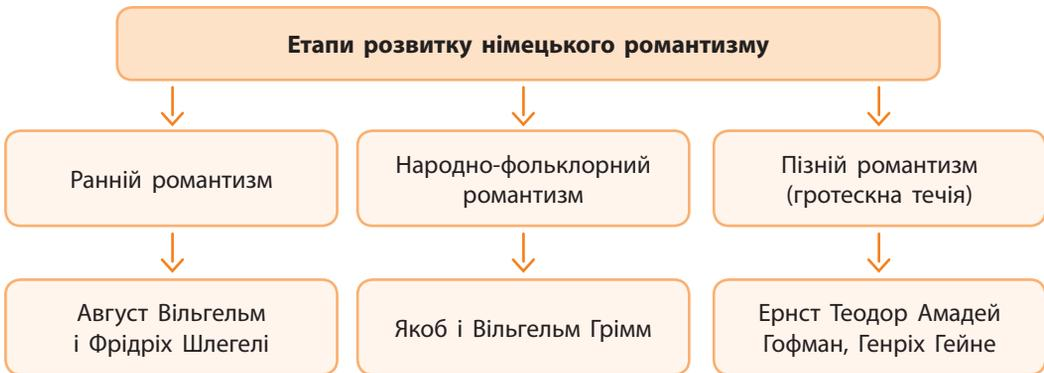 Етапи розвитку німецького романтизму
Ранній романтизм
Народно-фольклорний
романтизм
Пізній романтизм
(гротескна течія)
Август Вільгельм
і Фрідріх Шлегелі
Якоб і Вільгельм Грімм
Ернст Теодор Амадей
Гофман, Генріх Гейне